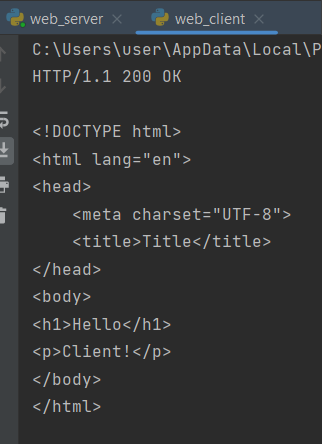 web_server
web_client
C:\Users\user\AppData\Local\P
HTTP/1.1 200 OK
<!DOCTYPE html>
<html lang="en">
<head>
    <meta charset="UTF-8">
    <title>Title</title>
</head>
<body>
<h1>Hello</h1>
<p>Client!</p>
</body>
</html>